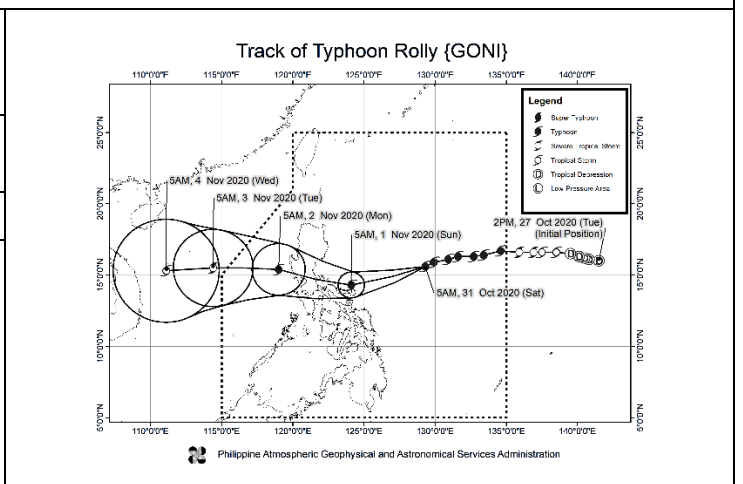 Track of Typhoon Rolly {GONI}
110°0'0"E 115°0'0"E 120°0'0"E 125°0'0"E 130°0'0"E 135°0'0"E 140°0'0"E
Legend
Super Typhoon
Typhoon
Severe Tropical Storm
Tropical Storm
Tropical Depression
Low Pressure Area
25°0'0"N 25°0'0"N
5AM, 4 Nov 2020 (Wed)
5AM, 3 Nov 2020 (Tue)
20°0'0"N 20°0'0"N
5AM, 2 Nov 2020 (Mon)
2PM, 27 Oct 2020 (Tue)
(Initial Position)
5AM, 1 Nov 2020 (Sun)
15°0'0"N 15°0'0"N
5AM, 31 Oct 2020 (Sat)
10°0'0"N 10°0'0"N
5°0'0"N 5°0'0"N
110°0'0"E 115°0'0"E 120°0'0"E 125°0'0"E 130°0'0"E 135°0'0"E 140°0'0"E
Philippine Atmospheric Geophysical and Astronomical Services Administration